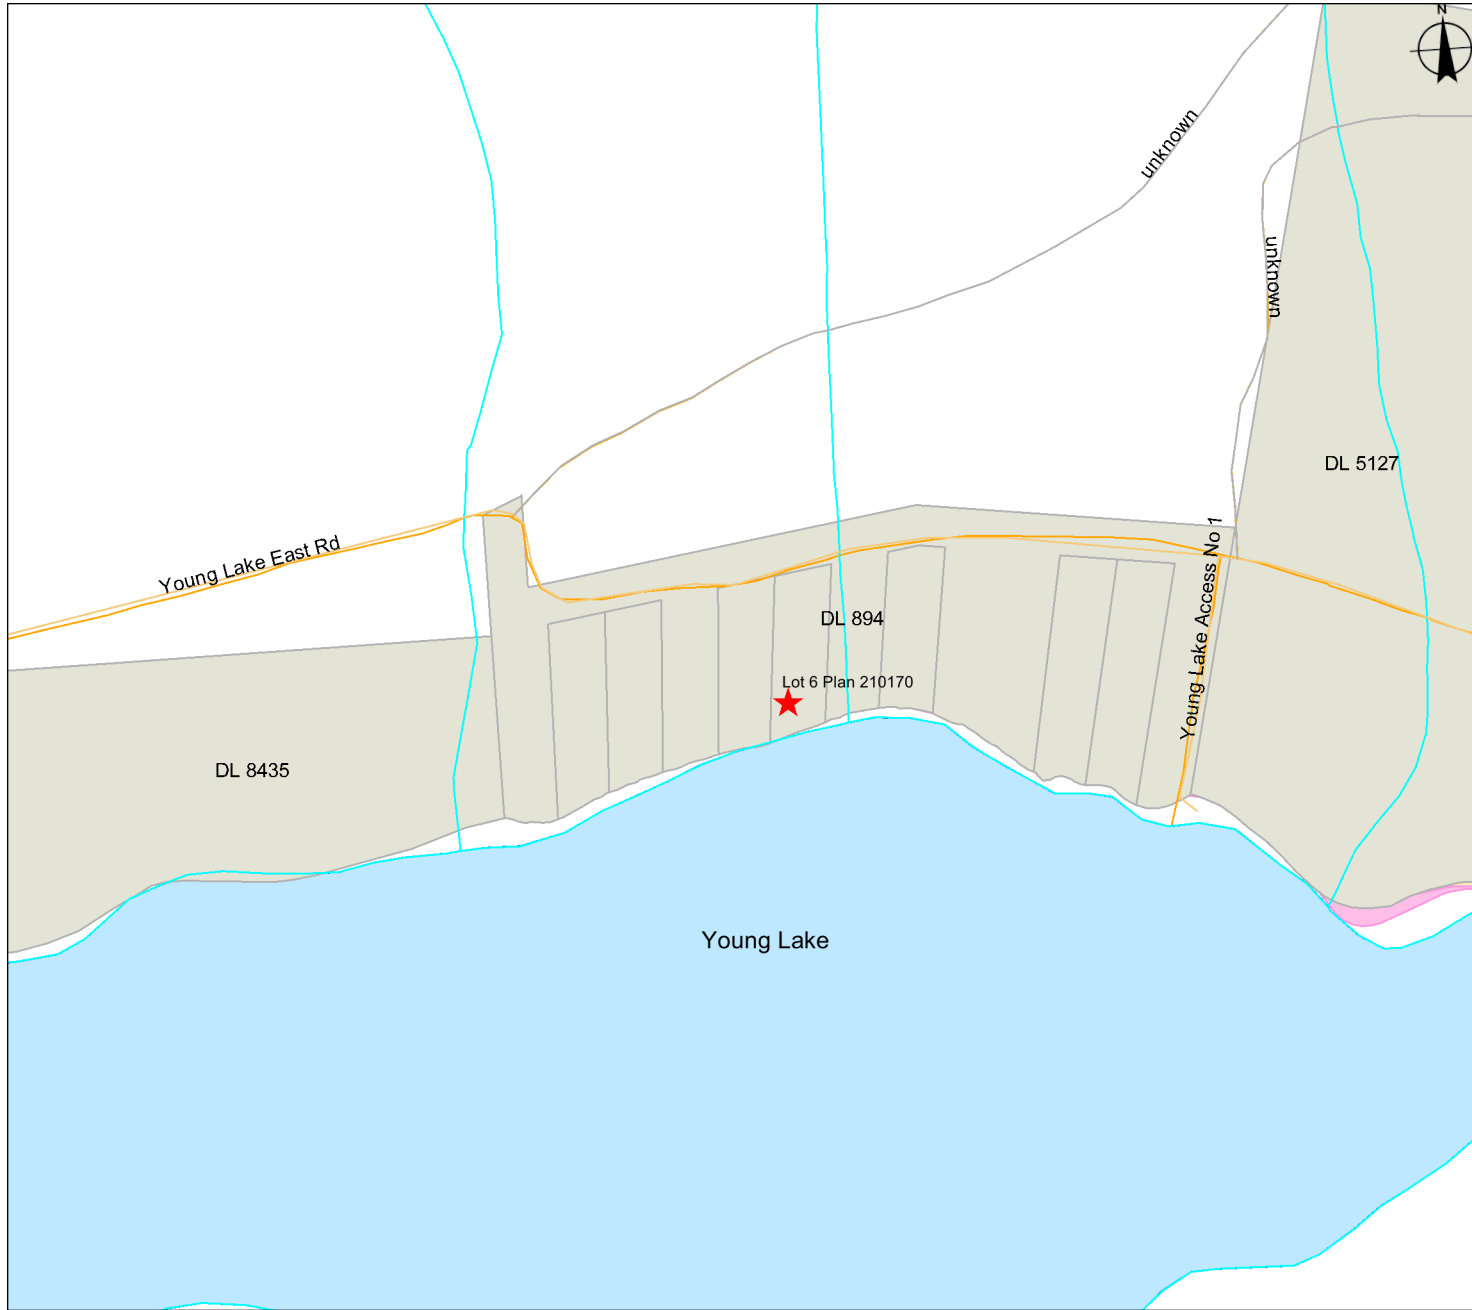 N
unknown
unknown
DL 5127
Young Lake East Rd
Young Lake Access No 1
DL 894
Lot 6 Plan 210170
DL 8435
Young Lake